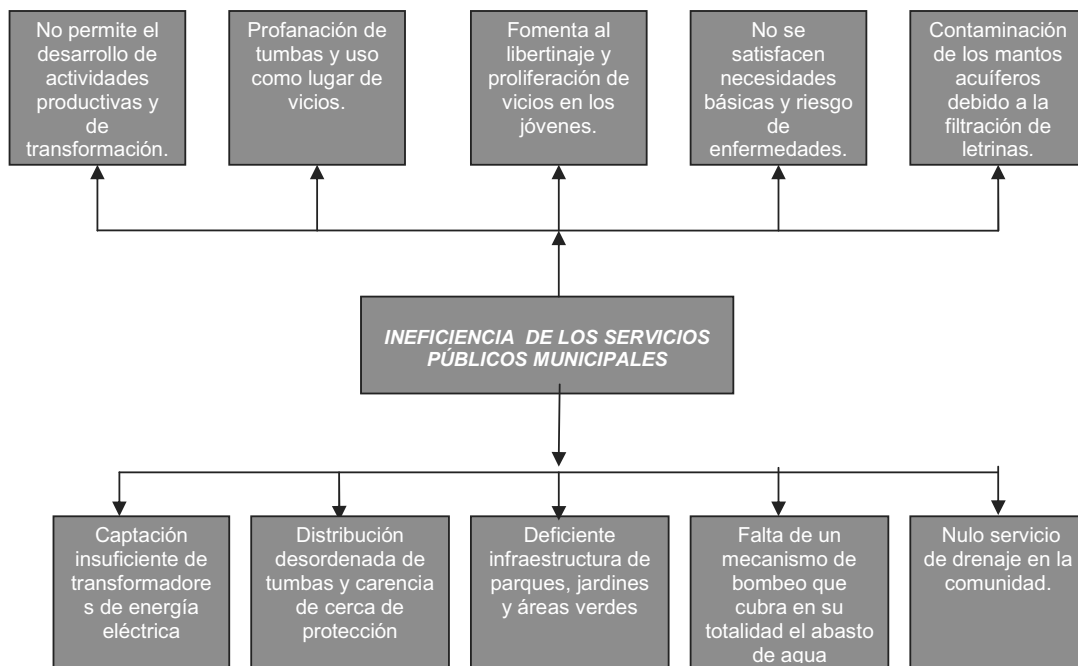 No permite el
desarrollo de
actividades
productivas y
de
transformación.
Profanación de
tumbas y uso
como lugar de
vicios.
Fomenta al
libertinaje y
proliferación de
vicios en los
jóvenes.
No se
satisfacen
necesidades
básicas y riesgo
de
enfermedades.
Contaminación
de los mantos
acuíferos
debido a la
filtración de
letrinas.
INEFICIENCIA DE LOS SERVICIOS
PÚBLICOS MUNICIPALES
Captación
insuficiente de
transformadore
s de energía
eléctrica
Distribución
desordenada de
tumbas y carencia
de cerca de
protección
Deficiente
infraestructura de
parques, jardines
y áreas verdes
Falta de un
mecanismo de
bombeo que
cubra en su
totalidad el abasto
de agua
Nulo servicio
de drenaje en la
comunidad.